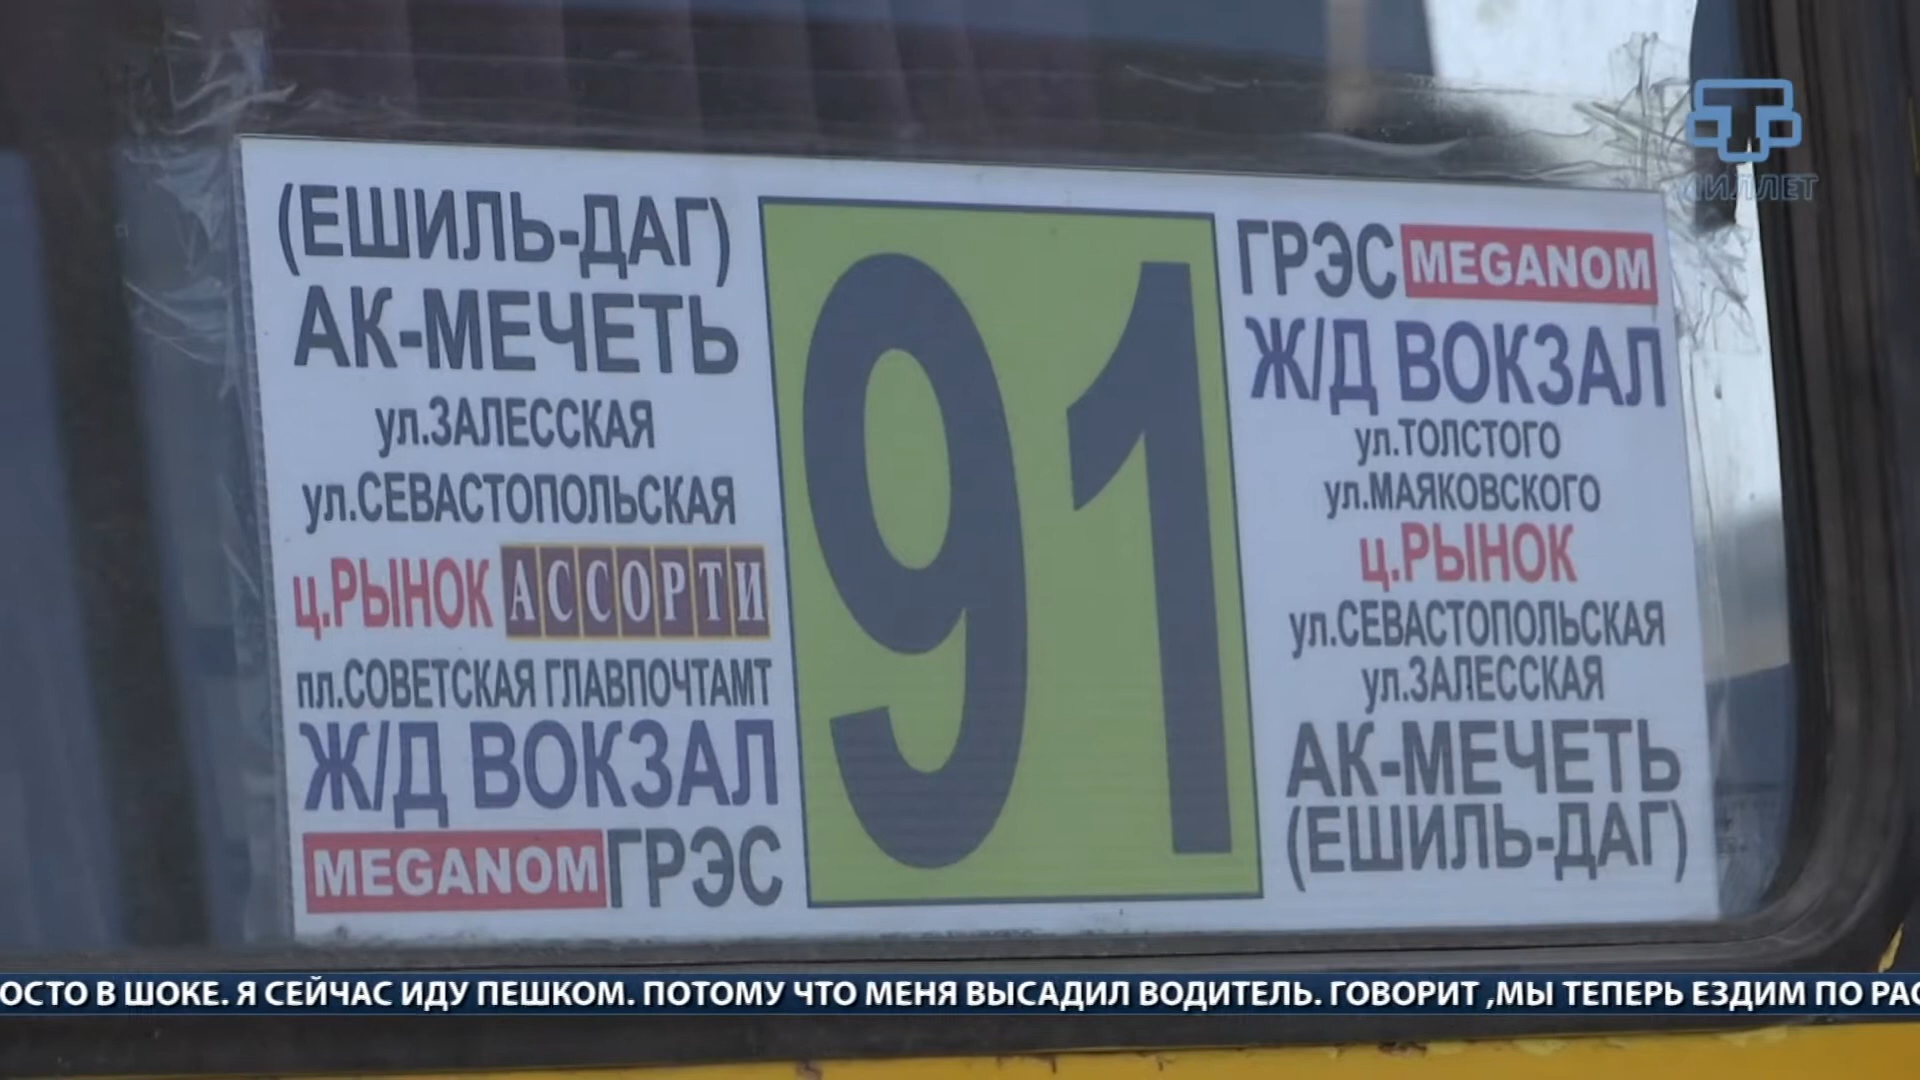 (ЕШИЛЬ-ДАГ)
АК-МЕЧЕТЬ
ул.ЗАЛЕССКАЯ
ул.СЕВАСТОПОЛЬСКАЯ
ц.РЫНОК АССОРТИ
пл.СОВЕТСКАЯ ГЛАВПОЧТАМТ
Ж/Д ВОКЗАЛ
MEGANOM ГРЭС
91
ГРЭС MEGANOM
Ж/Д ВОКЗАЛ
ул.ТОЛСТОГО
ул.МАЯКОВСКОГО
ц.РЫНОК
ул.СЕВАСТОПОЛЬСКАЯ
ул.ЗАЛЕССКАЯ
АК-МЕЧЕТЬ
(ЕШИЛЬ-ДАГ)
МИЛЛЕТ
ОСТО В ШОКЕ. Я СЕЙЧАС ИДУ ПЕШКОМ. ПОТОМУ ЧТО МЕНЯ ВЫСАДИЛ ВОДИТЕЛЬ. ГОВОРИТ ,МЫ ТЕПЕРЬ ЕЗДИМ ПО РАС